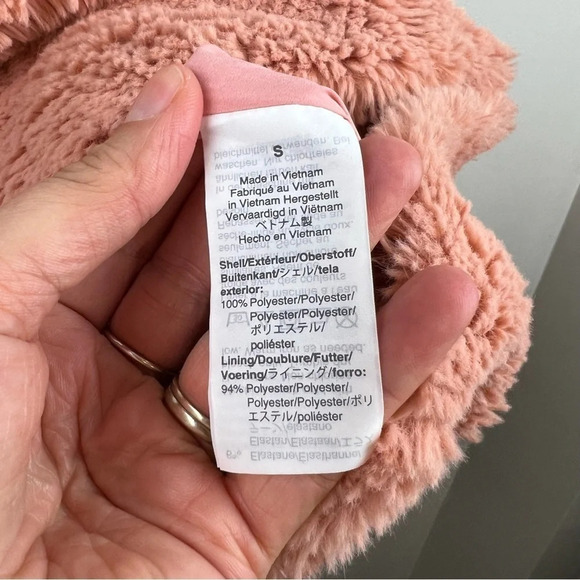 S
Made in Vietnam
Fabriqué au Vietnam
in Vietnam Hergestellt
Vervaardigd in Viëtnam
ベトナム製
Hecho en Vietnam
Shell/Extérieur/Oberstoff/
Buitenkant/シェル/tela
exterior:
100% Polyester/Polyester/
Polyester/Polyester/
ポリエステル/
poliéster
Lining/Doublure/Futter/
Voering/ライニング/forro:
94% Polyester/Polyester/
Polyester/Polyester/ポリ
エステル/poliéster